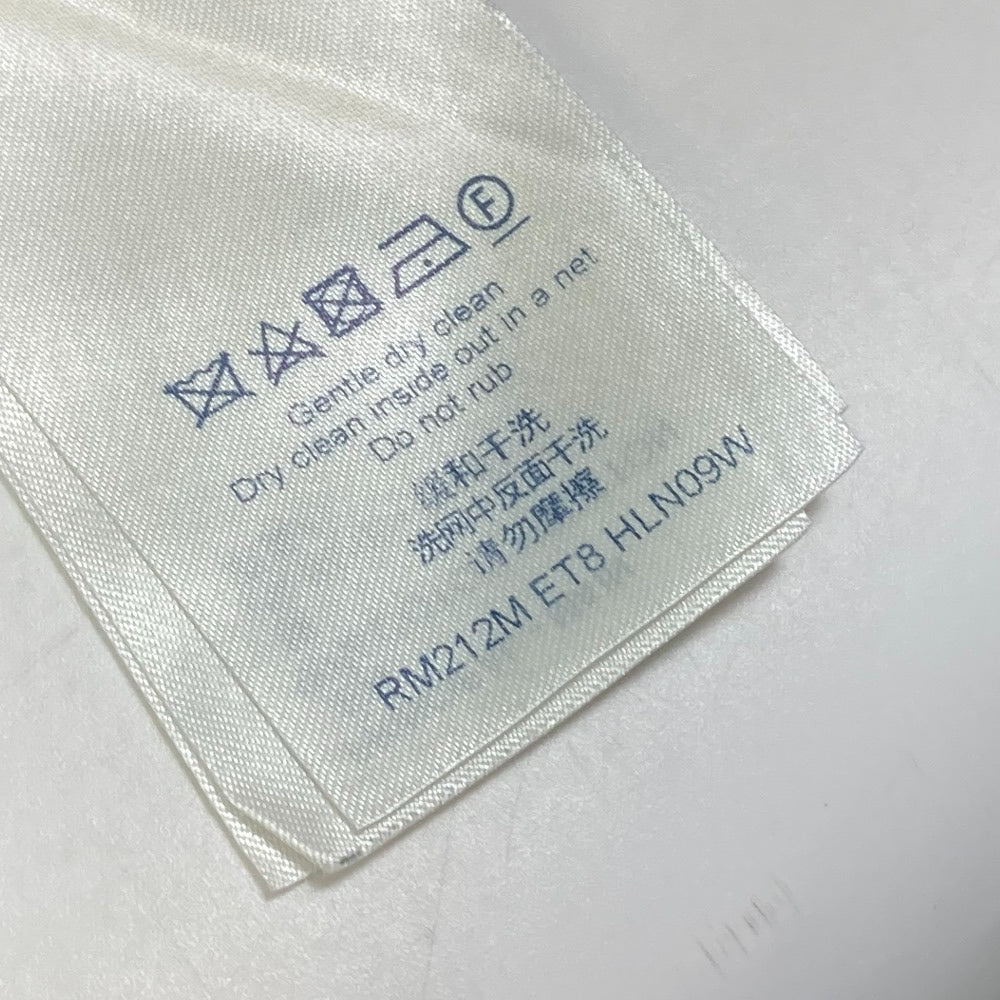 F
Gentle dry clean
Dry clean inside out in a net
Do not rub
缓和干洗
洗网中反面干洗
请勿摩擦
RM212M ET8 HLN09W